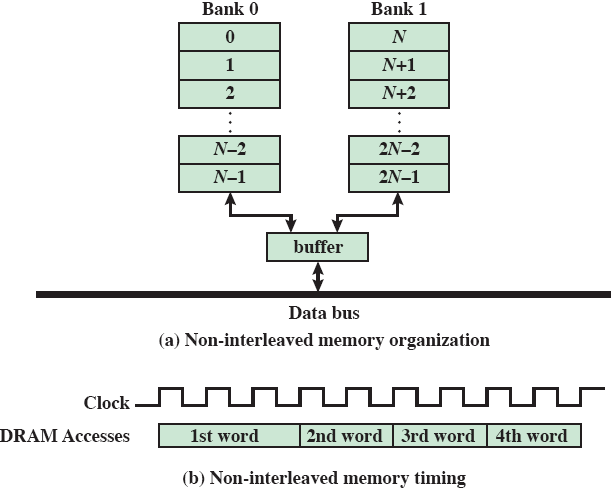 Bank 0 Bank 1
0 N
1 N+1
2 N+2
N–2 2N–2
N–1 2N–1
buffer
Data bus
(a) Non-interleaved memory organization
Clock
DRAM Accesses 1st word 2nd word 3rd word 4th word
(b) Non-interleaved memory timing